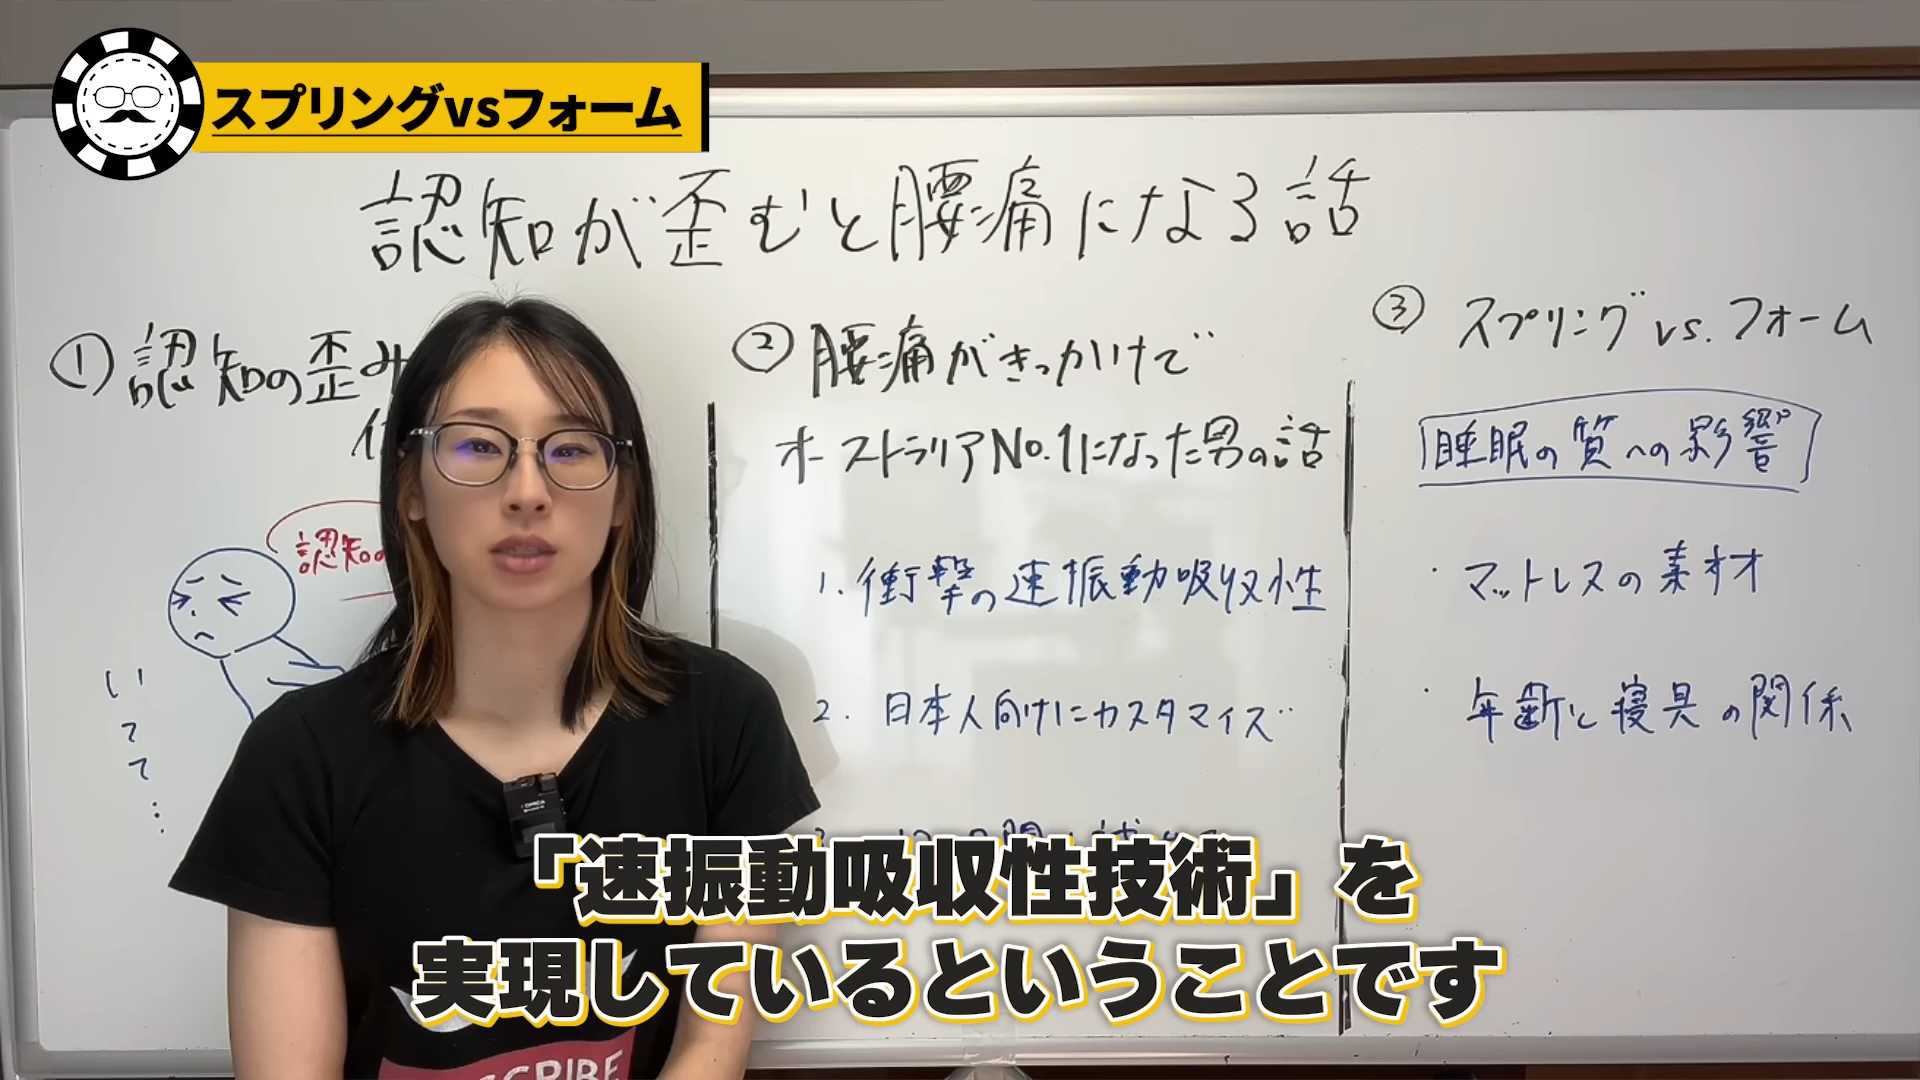 スプリングvsフォーム
認知が歪むと腰痛になる話
① 認知の歪み
認知の
いててて…
② 腰痛がきっかけで
オーストラリアNo.1になった男の話
1. 衝撃の速振動吸収性
2. 日本人向けにカスタマイズ
③ スプリング vs. フォーム
睡眠の質への影響
・マットレスの素材
・年齢と寝具の関係
「速振動吸収性技術」を
実現しているということです